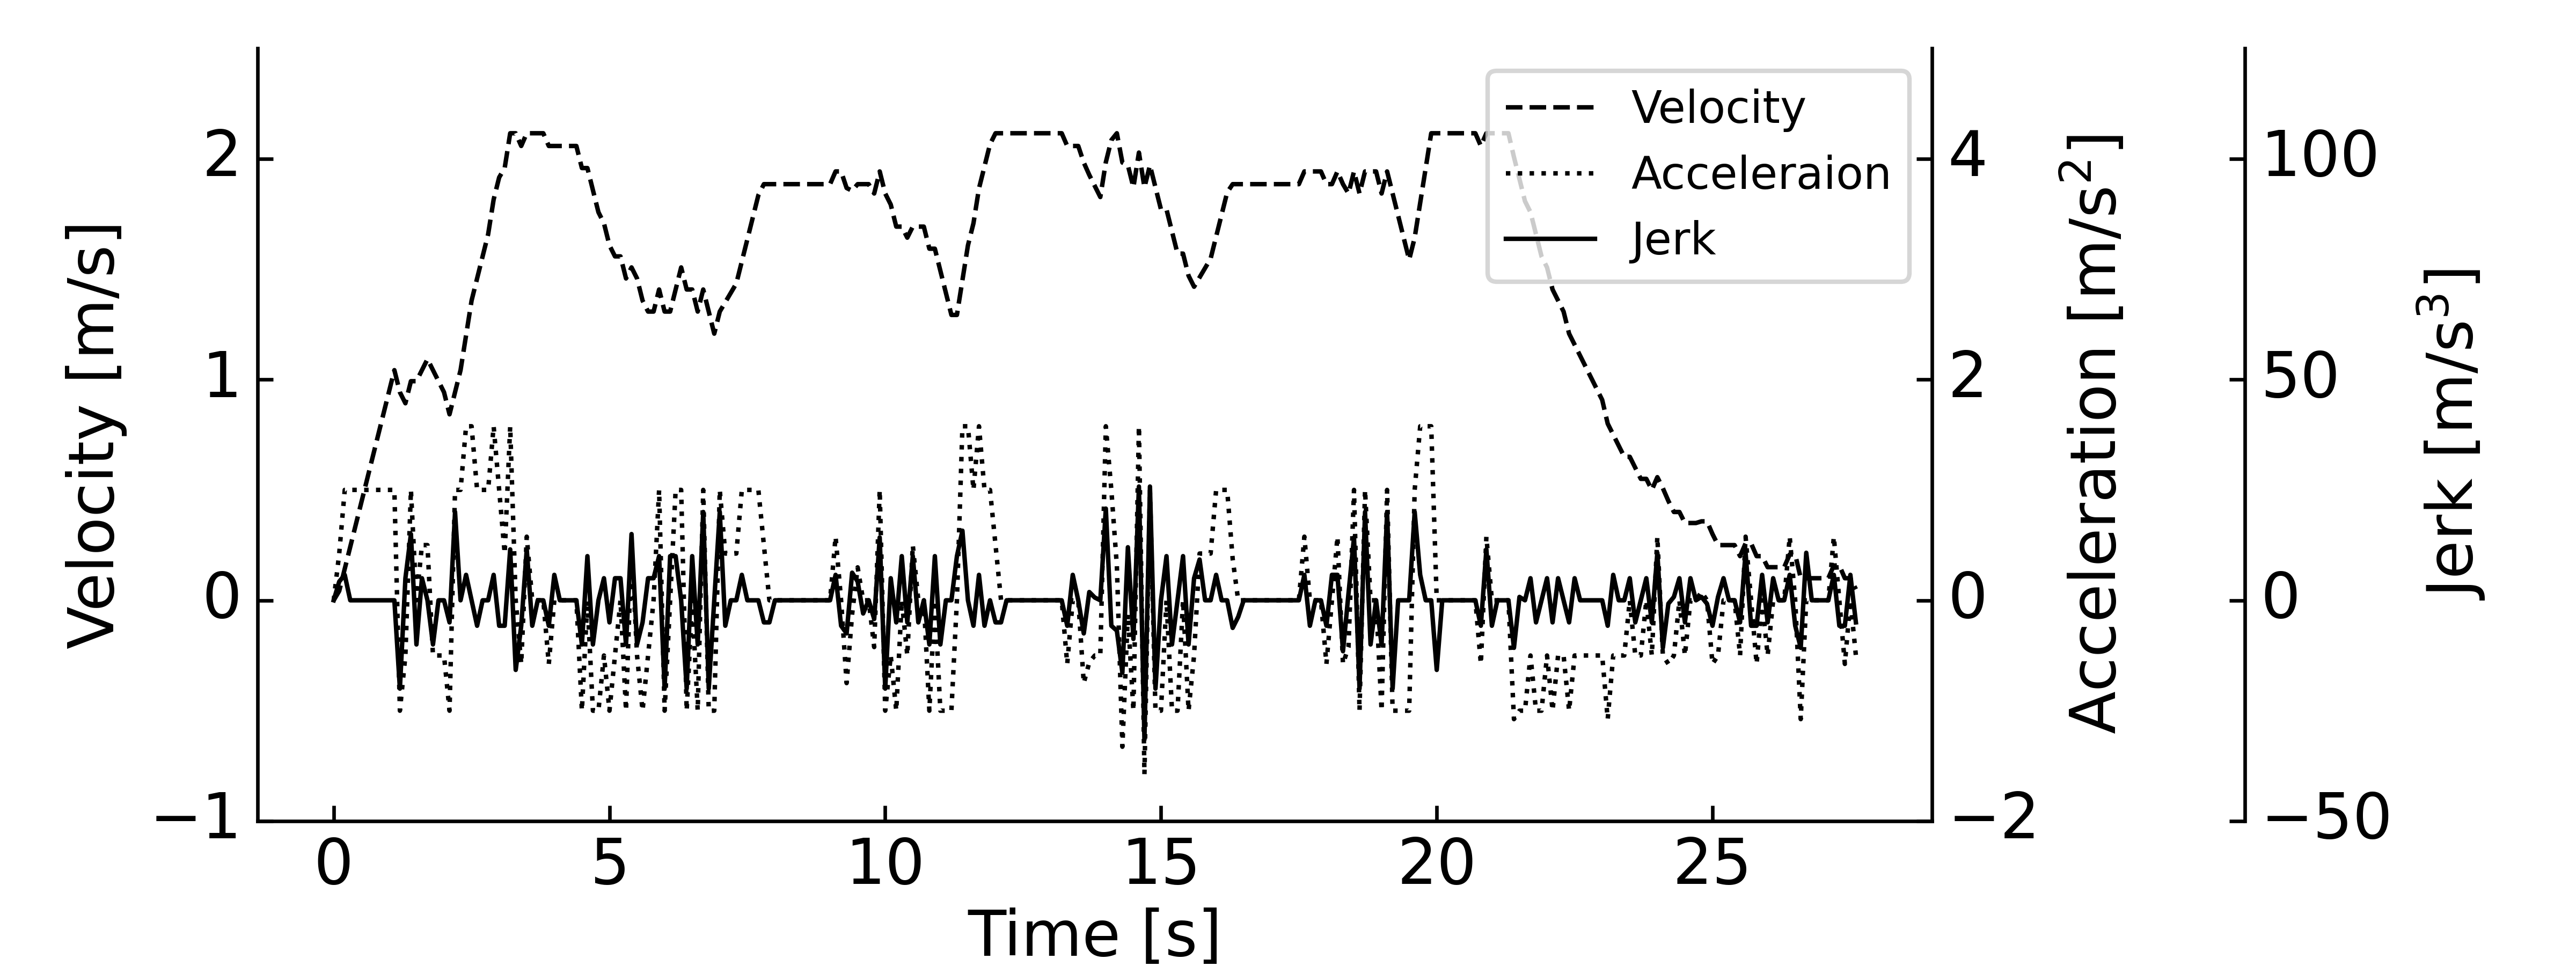 Velocity [m/s]
2
1
0
−1
0 5 10 15 20 25
Time [s]
Velocity
Acceleraion
Jerk
4
2
0
−2
Acceleration [m/s²]
100
50
0
−50
Jerk [m/s³]